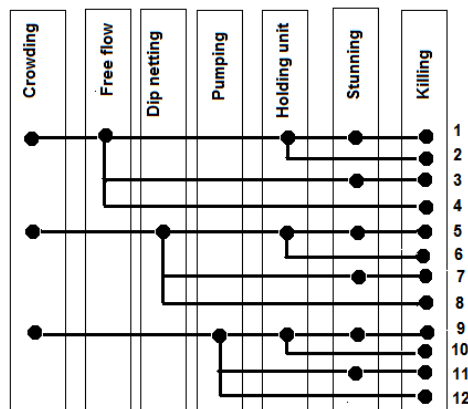 Crowding
Free flow
Dip netting
Pumping
Holding unit
Stunning
Killing
1
2
3
4
5
6
7
8
9
10
11
12